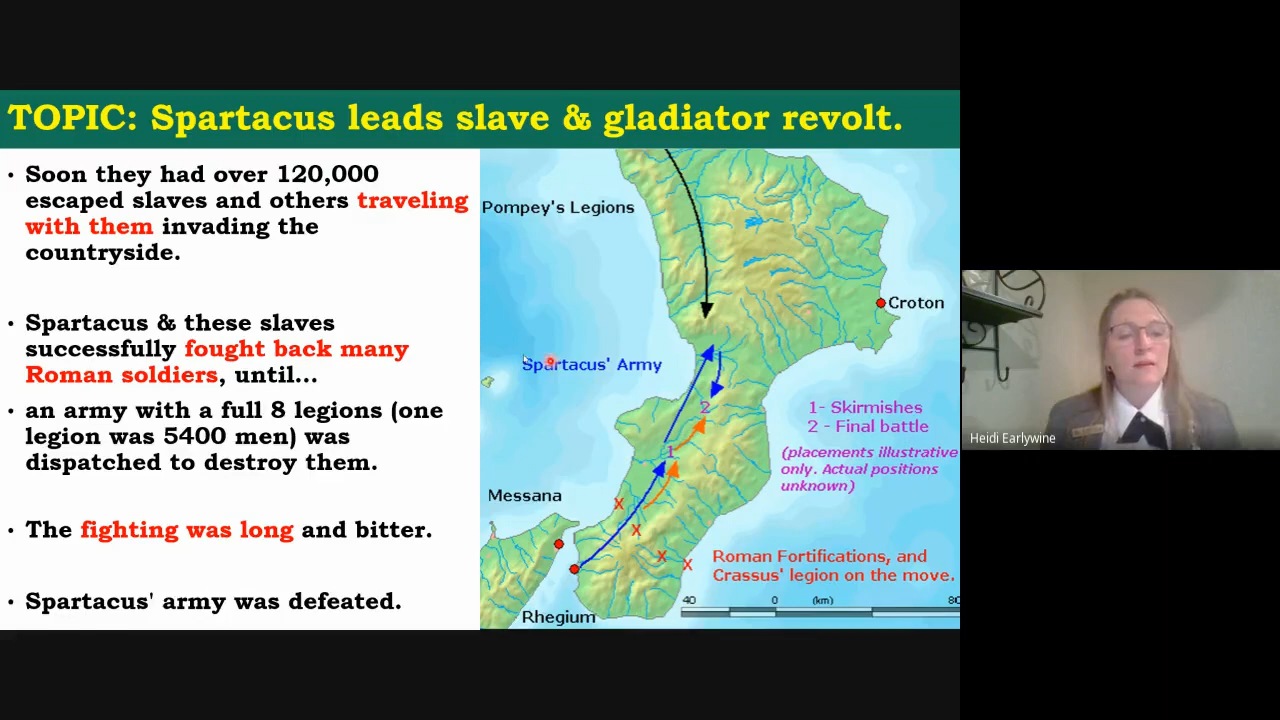 TOPIC: Spartacus leads slave & gladiator revolt.
• Soon they had over 120,000
escaped slaves and others traveling
with them invading the
countryside.
• Spartacus & these slaves
successfully fought back many
Roman soldiers, until...
• an army with a full 8 legions (one
legion was 5400 men) was
dispatched to destroy them.
• The fighting was long and bitter.
• Spartacus' army was defeated.
Pompey's Legions
Croton
Spartacus' Army
2
1- Skirmishes
2 - Final battle
(placements illustrative
only. Actual positions
unknown)
1
Messana
X
X
X
X
Roman Fortifications, and
Crassus' legion on the move.
40 0 (km) 80
Rhegium
Heidi Earlywine